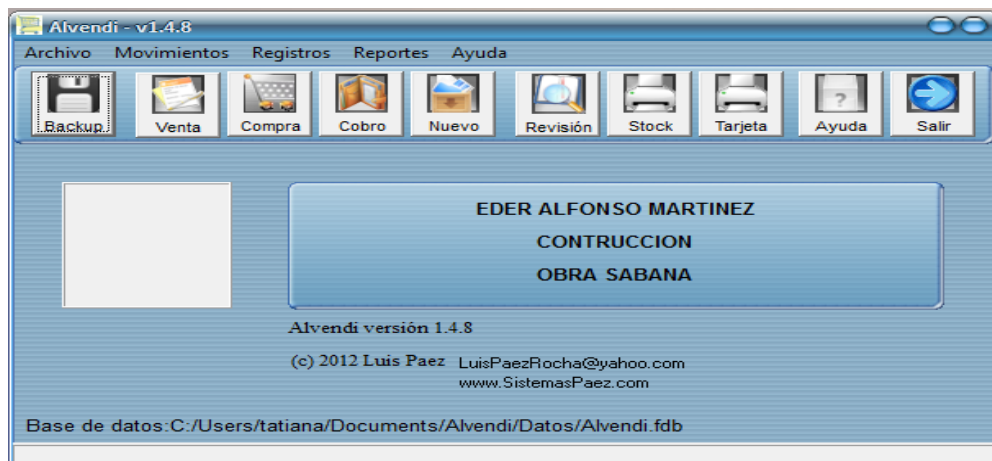 Alvendi - v1.4.8
Archivo Movimientos Registros Reportes Ayuda
Backup Venta Compra Cobro Nuevo Revisión Stock Tarjeta Ayuda Salir
EDER ALFONSO MARTINEZ
CONTRUCCION
OBRA SABANA
Alvendi versión 1.4.8
(c) 2012 Luis Paez LuisPaezRocha@yahoo.com
www.SistemasPaez.com
Base de datos:C:/Users/tatiana/Documents/Alvendi/Datos/Alvendi.fdb